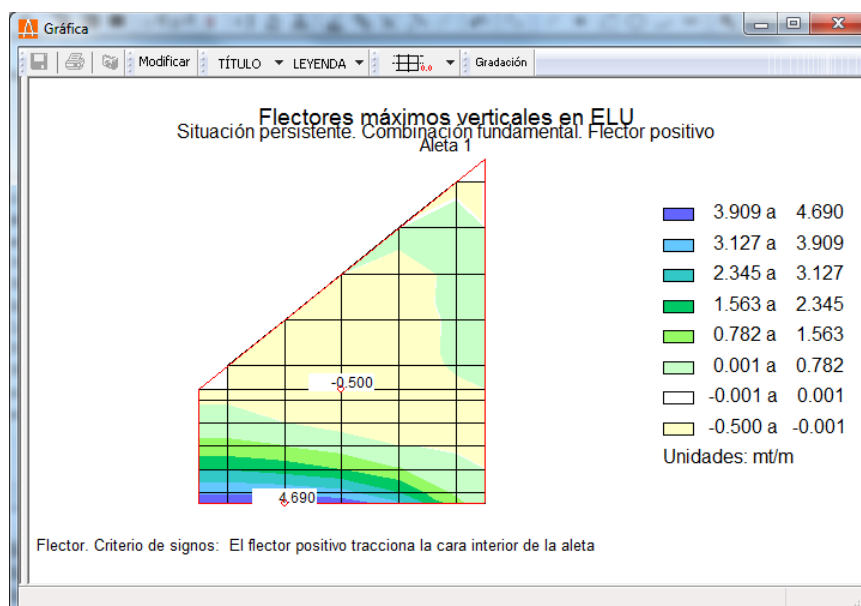 Gráfica
Modificar TÍTULO LEYENDA 0.0 Gradación
Flectores máximos verticales en ELU
Situación persistente. Combinación fundamental. Flector positivo
Aleta 1
3.909 a 4.690
3.127 a 3.909
2.345 a 3.127
1.563 a 2.345
0.782 a 1.563
0.001 a 0.782
-0.001 a 0.001
-0.500 a -0.001
Unidades: mt/m
-0.500
4.690
Flector. Criterio de signos: El flector positivo tracciona la cara interior de la aleta